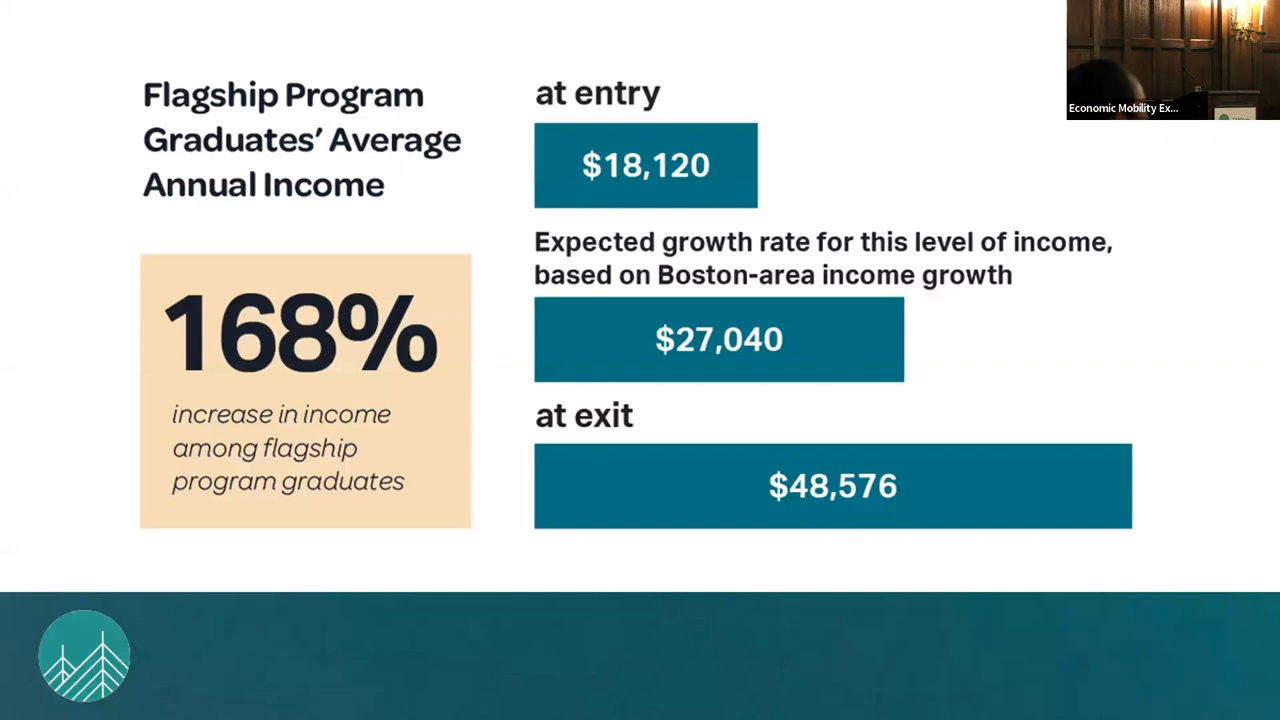 Flagship Program
Graduates' Average
Annual Income
168%
increase in income
among flagship
program graduates
at entry
$18,120
Expected growth rate for this level of income,
based on Boston-area income growth
$27,040
at exit
$48,576
Economic Mobility Ex...